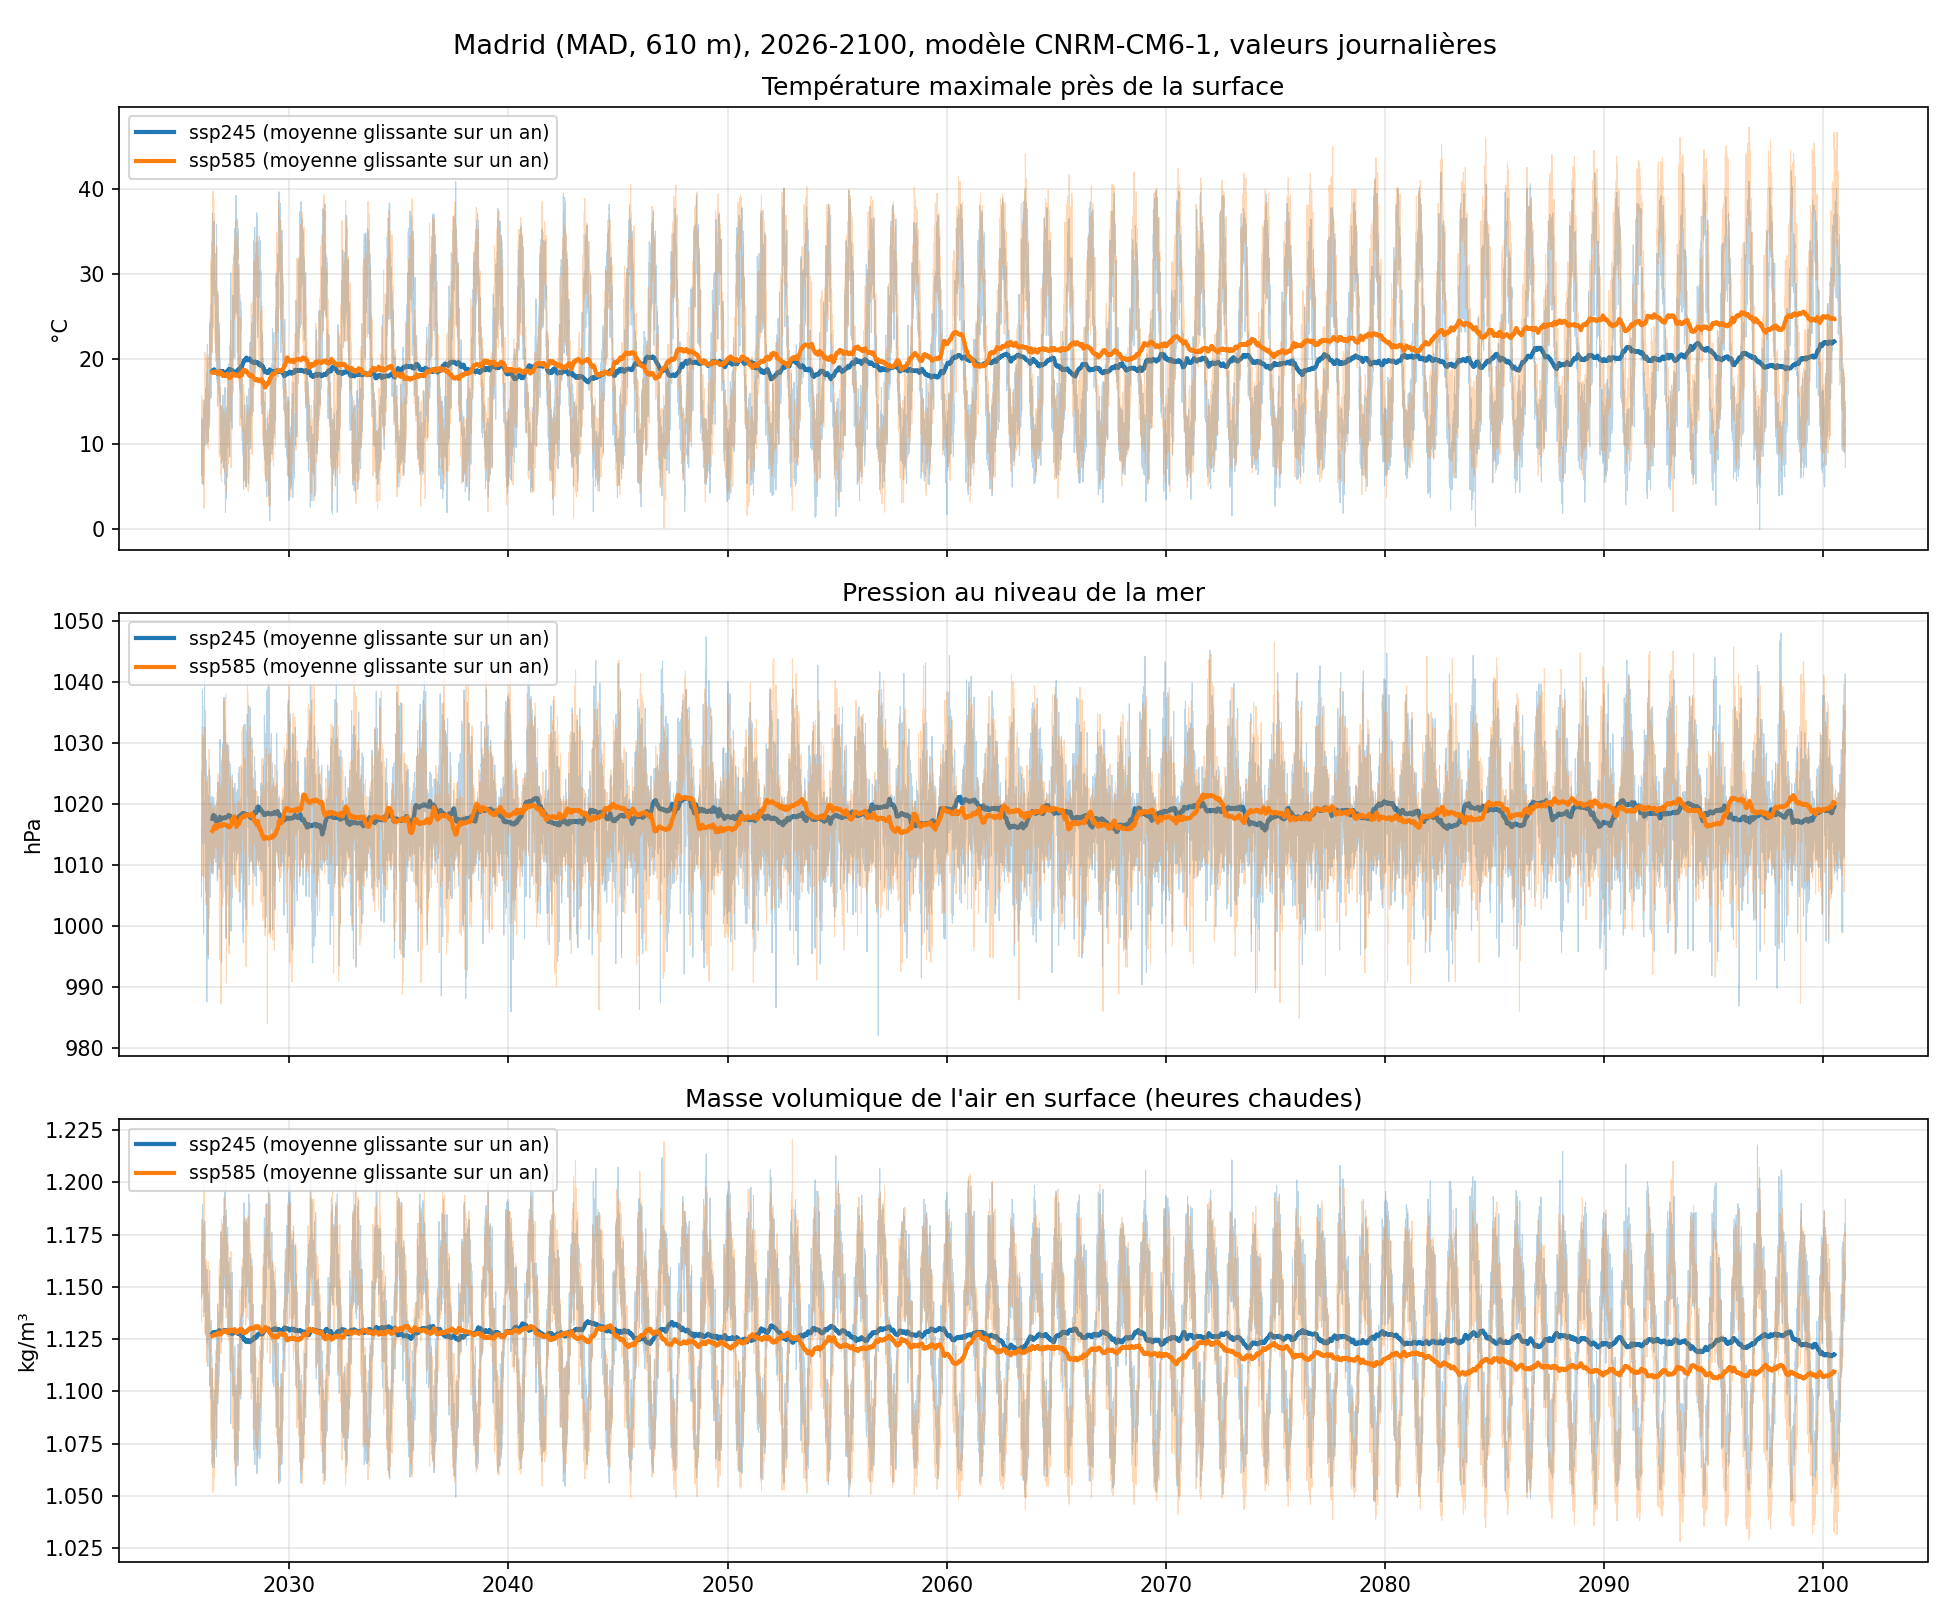 Madrid (MAD, 610 m), 2026-2100, modèle CNRM-CM6-1, valeurs journalières
Température maximale près de la surface
ssp245 (moyenne glissante sur un an)
ssp585 (moyenne glissante sur un an)
°C
40
30
20
10
0
Pression au niveau de la mer
ssp245 (moyenne glissante sur un an)
ssp585 (moyenne glissante sur un an)
hPa
1050
1040
1030
1020
1010
1000
990
980
Masse volumique de l'air en surface (heures chaudes)
ssp245 (moyenne glissante sur un an)
ssp585 (moyenne glissante sur un an)
kg/m³
1.225
1.200
1.175
1.150
1.125
1.100
1.075
1.050
1.025
2030 2040 2050 2060 2070 2080 2090 2100